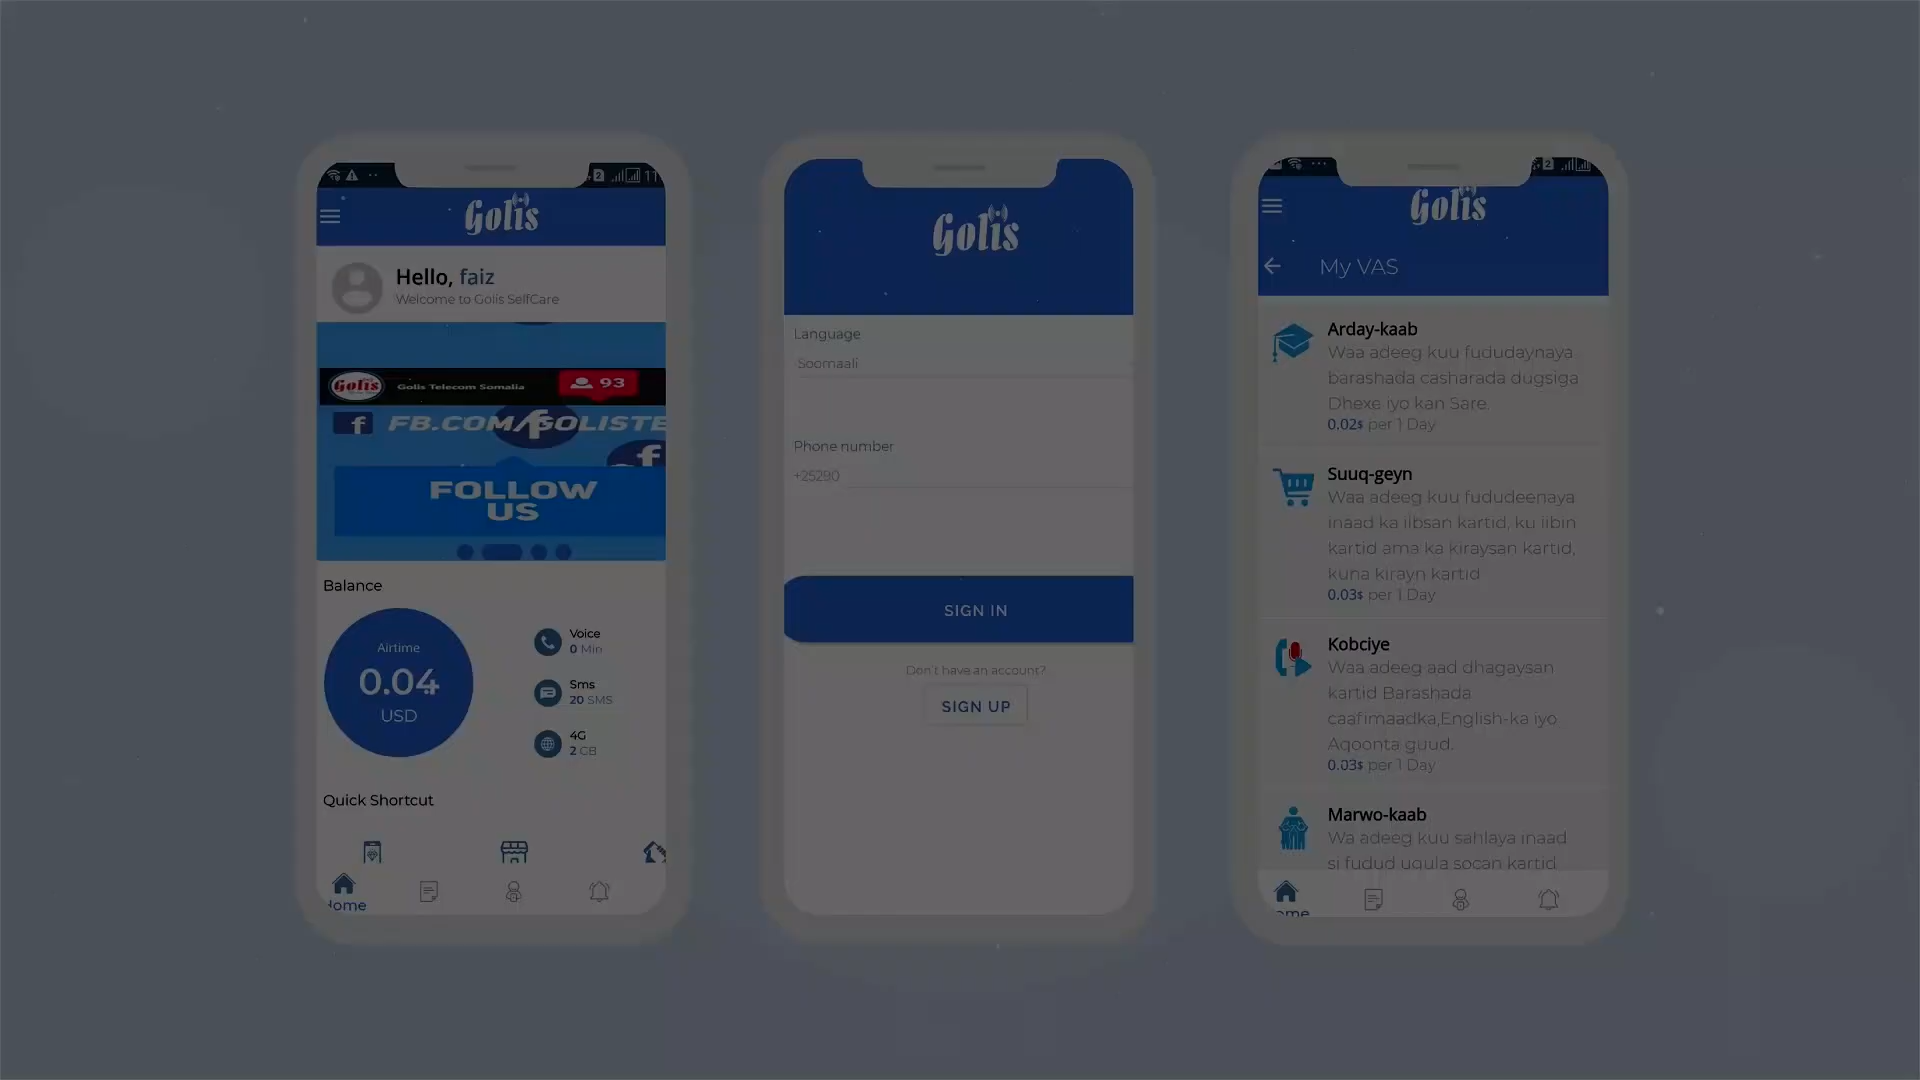 11
Golis
Hello, faiz
Welcome to Golis SelfCare
Golis
Golis Telecom Somalia
93
FB.COM/GOLISTE
FOLLOW
US
Balance
Airtime
0.04
USD
Voice
0 Min
Sms
20 SMS
4G
2 GB
Quick Shortcut
Home
Golis
Language
Soomaali
Phone number
+25290
SIGN IN
Don't have an account?
SIGN UP
2
Golis
My VAS
Arday-kaab
Waa adeeg kuu fududaynaya
barashada casharada dugsiga
Dhexe iyo kan Sare.
0.02$ per 1 Day
Suuq-geyn
Waa adeeg kuu fududeenaya
inaad ka iibsan kartid, ku iibin
kartid ama ka kiraysan kartid,
kuna kirayn kartid
0.03$ per 1 Day
Kobciye
Waa adeeg aad dhagaysan
kartid Barashada
caafimaadka,English-ka iyo
Aqoonta guud.
0.03$ per 1 Day
Marwo-kaab
Wa adeeg kuu sahlaya inaad
si fudud ugula socan kartid
ome